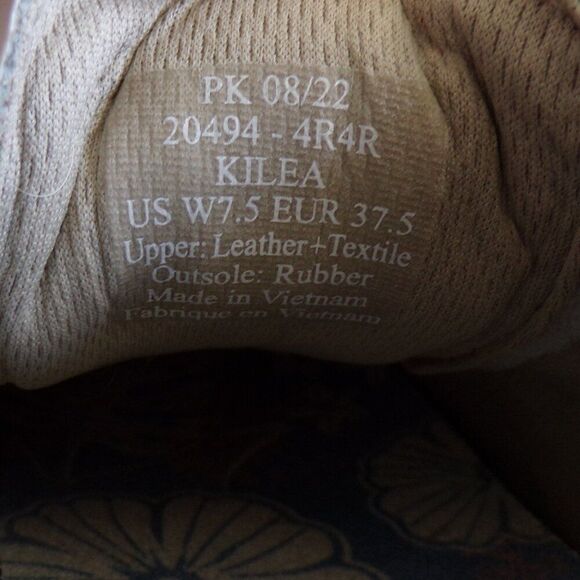 PK 08/22
20494 - 4R4R
KILEA
US W7.5 EUR 37.5
Upper: Leather+Textile
Outsole: Rubber
Made in Vietnam
Fabrique en Vietnam